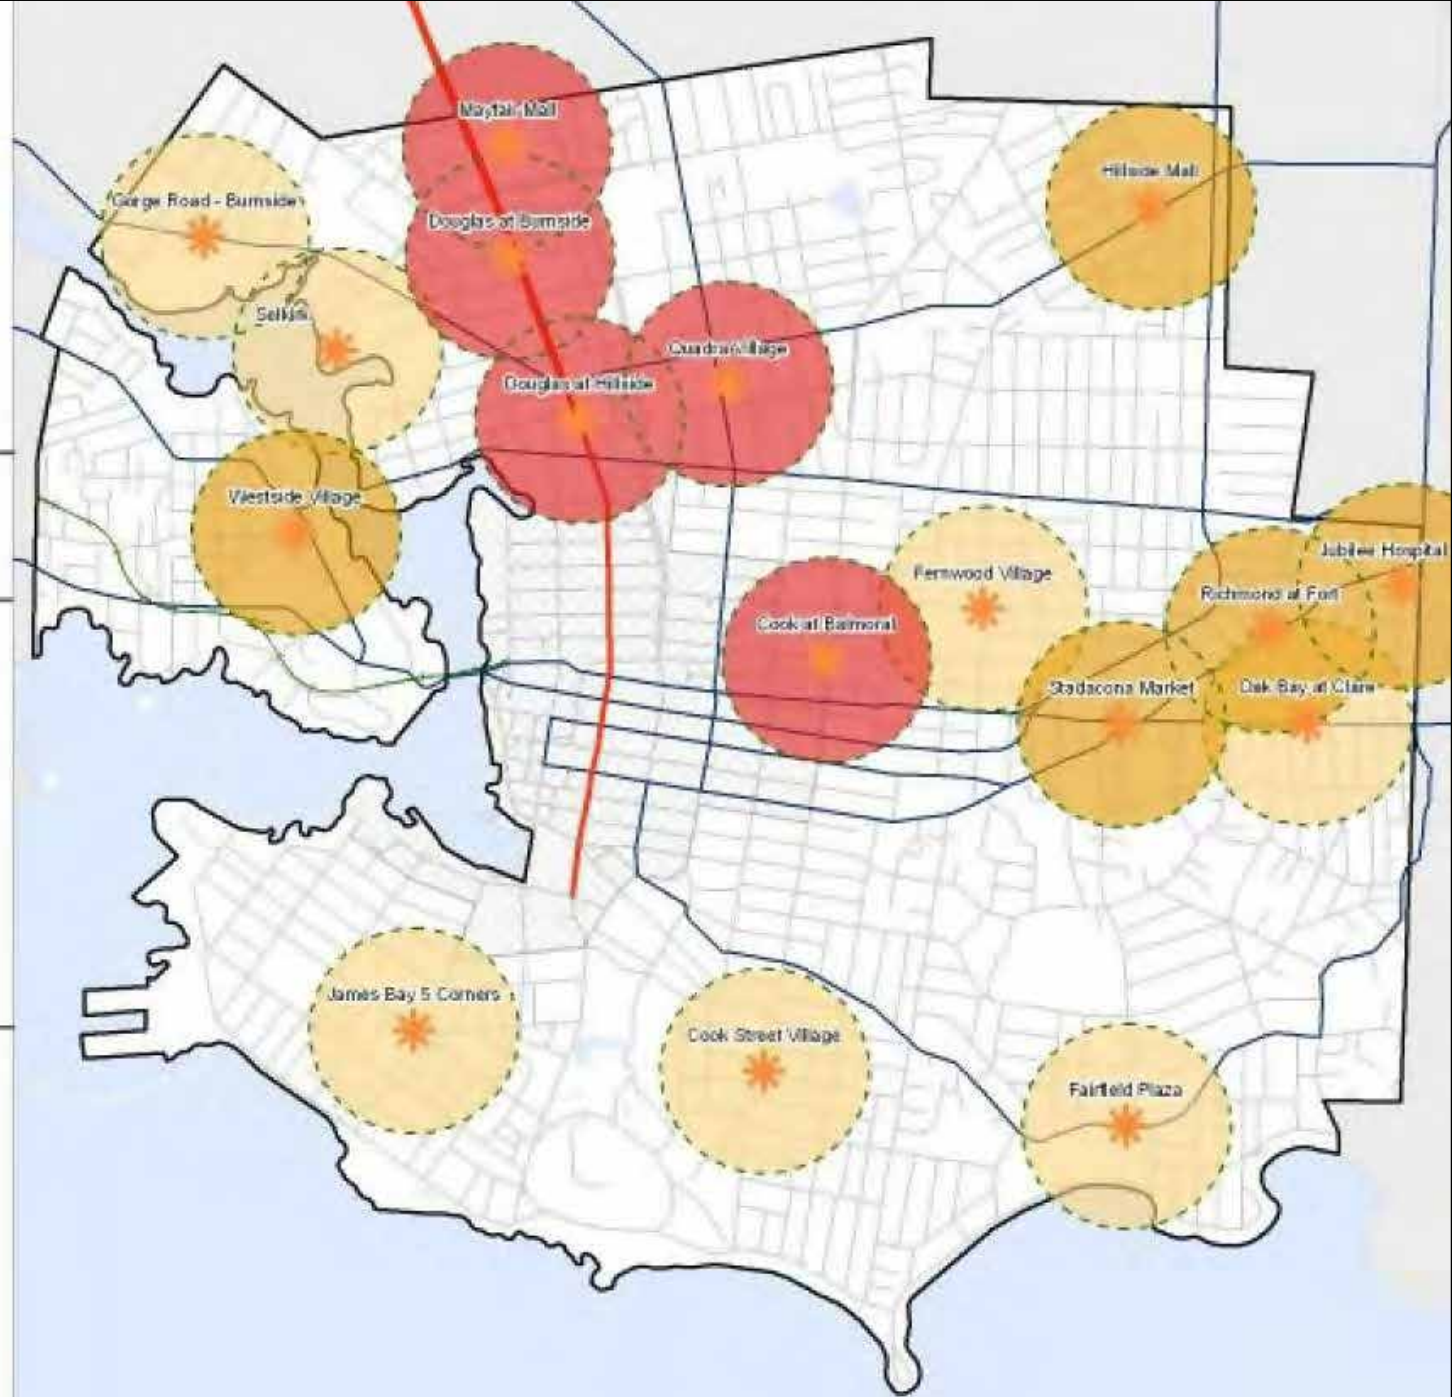 Mayfair Mall
Hillside Mall
Gorge Road - Burnside
Douglas at Burnside
Selkirk
Quadra Village
Douglas at Hillside
Westside Village
Jubilee Hospital
Fernwood Village
Richmond at Fort
Cook at Balmoral
Stadacona Market
Oak Bay at Clare
James Bay 5 Corners
Cook Street Village
Fairfield Plaza